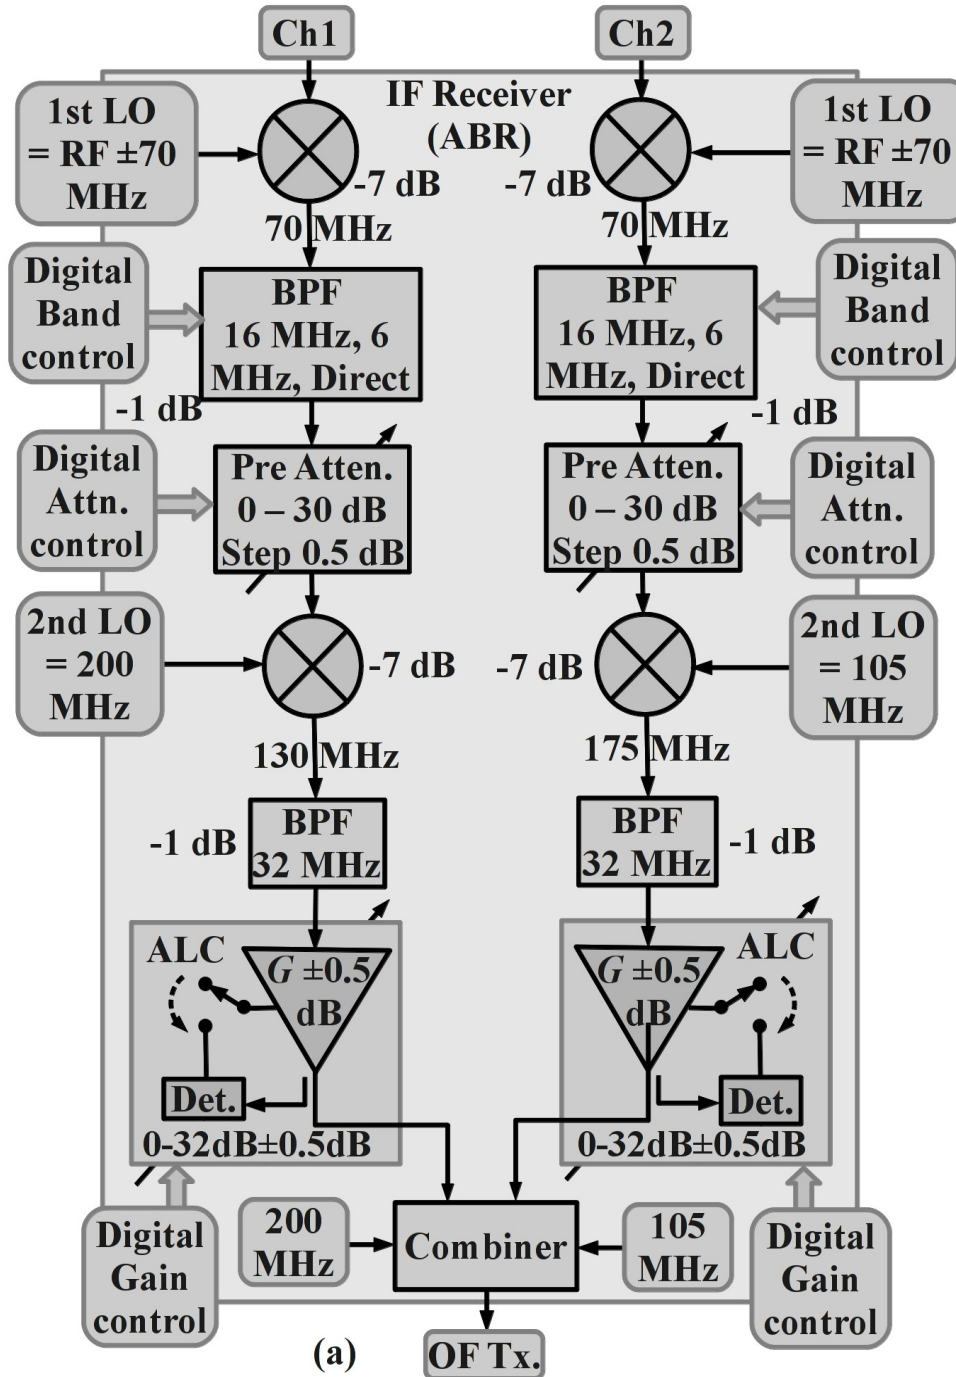 Ch1
Ch2
IF Receiver
(ABR)
1st LO
= RF ±70
MHz
1st LO
= RF ±70
MHz
-7 dB
-7 dB
70 MHz
70 MHz
Digital
Band
control
BPF
16 MHz, 6
MHz, Direct
BPF
16 MHz, 6
MHz, Direct
Digital
Band
control
-1 dB
-1 dB
Digital
Attn.
control
Pre Atten.
0 – 30 dB
Step 0.5 dB
Pre Atten.
0 – 30 dB
Step 0.5 dB
Digital
Attn.
control
2nd LO
= 200
MHz
-7 dB
-7 dB
2nd LO
= 105
MHz
130 MHz
175 MHz
-1 dB
BPF
32 MHz
BPF
32 MHz
-1 dB
ALC
G ±0.5
dB
Det.
0-32dB±0.5dB
G ±0.5
dB
ALC
Det.
0-32dB±0.5dB
Digital
Gain
control
200
MHz
Combiner
105
MHz
Digital
Gain
control
(a)
OF Tx.